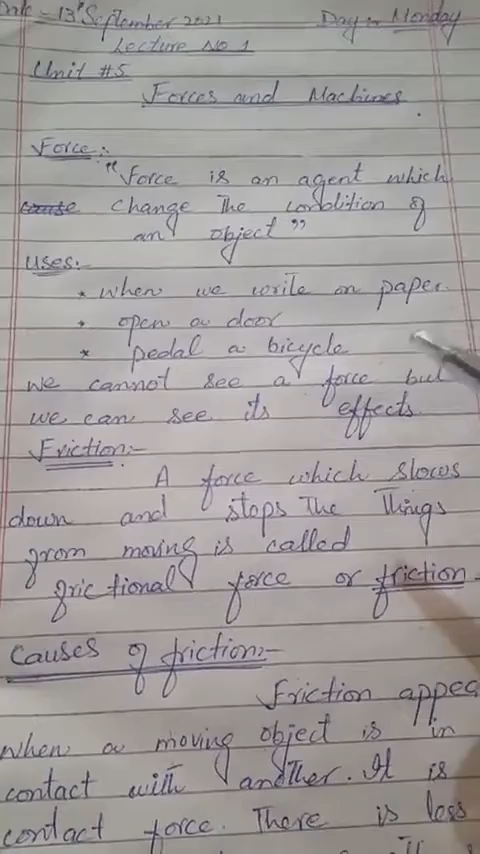 Date - 13th September 2021 Day :- Monday
Lecture No 1
Unit #5
Forces and Machines
Force:-
"Force is an agent which
cause change The condition of
an object"
Uses:-
* when we write on paper.
* open a door
* pedal a bicycle
we cannot see a force but
we can see its effects.
Friction:-
A force which slows
down and stops The Things
from moving is called
frictional force or friction.
Causes of friction:-
Friction appea
when a moving object is in
contact with another. It is
contact force. There is less